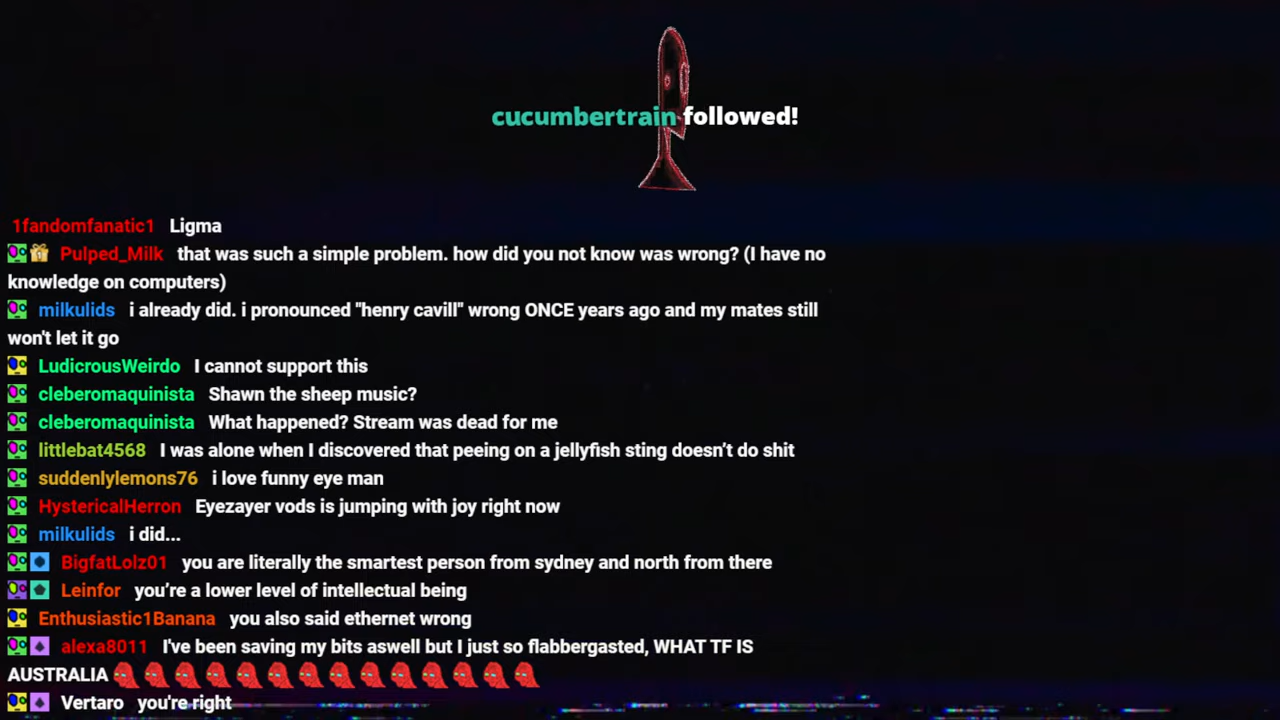 cucumbertrain followed!
1fandomfanatic1 Ligma
Pulped_Milk that was such a simple problem. how did you not know was wrong? (I have no
knowledge on computers)
milkulids i already did. i pronounced "henry cavill" wrong ONCE years ago and my mates still
won't let it go
LudicrousWeirdo I cannot support this
cleberomaquinista Shawn the sheep music?
cleberomaquinista What happened? Stream was dead for me
littlebat4568 I was alone when I discovered that peeing on a jellyfish sting doesn’t do shit
suddenlylemons76 i love funny eye man
HystericalHerron Eyezayer vods is jumping with joy right now
milkulids i did...
BigfatLolz01 you are literally the smartest person from sydney and north from there
Leinfor you’re a lower level of intellectual being
Enthusiastic1Banana you also said ethernet wrong
alexa8011 I've been saving my bits aswell but I just so flabbergasted, WHAT TF IS
AUSTRALIA
Vertaro you're right